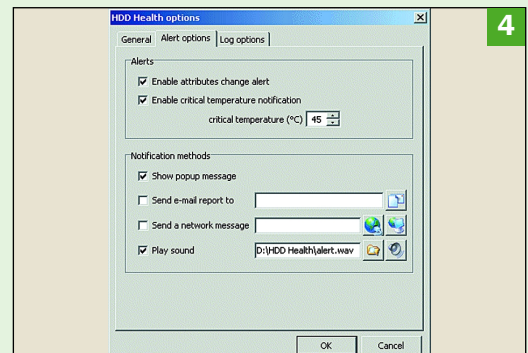 HDD Health options
4
General
Alert options
Log options
Alerts
Enable attributes change alert
Enable critical temperature notification
critical temperature (°C) 45
Notification methods
Show popup message
Send e-mail report to
Send a network message
Play sound D:\HDD Health\alert.wav
OK
Cancel